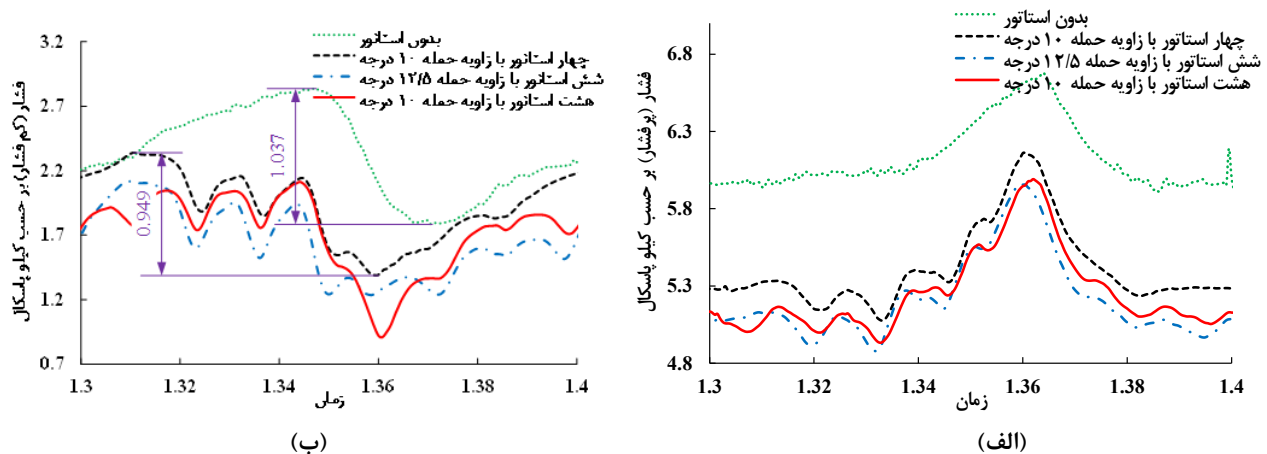 بدون استاتور
چهار استاتور با زاویه حمله ۱۰ درجه
شش استاتور با زاویه حمله ۱۲/۵ درجه
هشت استاتور با زاویه حمله ۱۰ درجه
فشار (پرفشار) بر حسب کیلو پاسکال
6.8
6.3
5.8
5.3
4.8
1.3 1.32 1.34 1.36 1.38 1.4
زمان
(الف)
بدون استاتور
چهار استاتور با زاویه حمله ۱۰ درجه
شش استاتور با زاویه حمله ۱۲/۵ درجه
هشت استاتور با زاویه حمله ۱۰ درجه
فشار (کم فشار) بر حسب کیلو پاسکال
3.2
2.7
2.2
1.7
1.2
0.7
0.949
1.037
1.3 1.32 1.34 1.36 1.38 1.4
زمان
(ب)